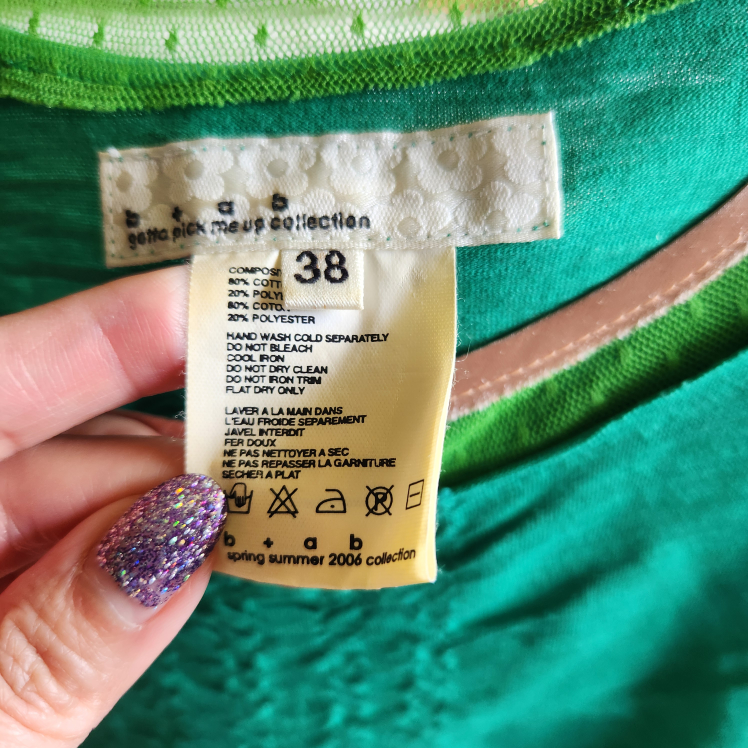 b + a b
gotta pick me up collection
38
80% COTT
20% POLY
80% COTO
20% POLYESTER
HAND WASH COLD SEPARATELY
DO NOT BLEACH
COOL IRON
DO NOT DRY CLEAN
DO NOT IRON TRIM
FLAT DRY ONLY
LAVER A LA MAIN DANS
L'EAU FROIDE SEPAREMENT
JAVEL INTERDIT
FER DOUX
NE PAS NETTOYER A SEC
NE PAS REPASSER LA GARNITURE
SECHER A PLAT
b + a b
spring summer 2006 collection